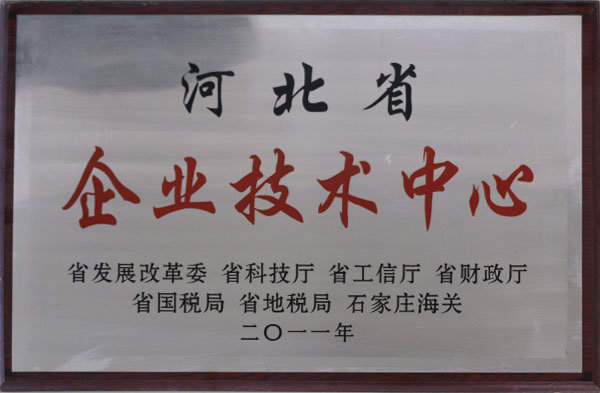 河北省
企业技术中心
省发展改革委 省科技厅 省工信厅 省财政厅
省国税局 省地税局 石家庄海关
二〇一一年